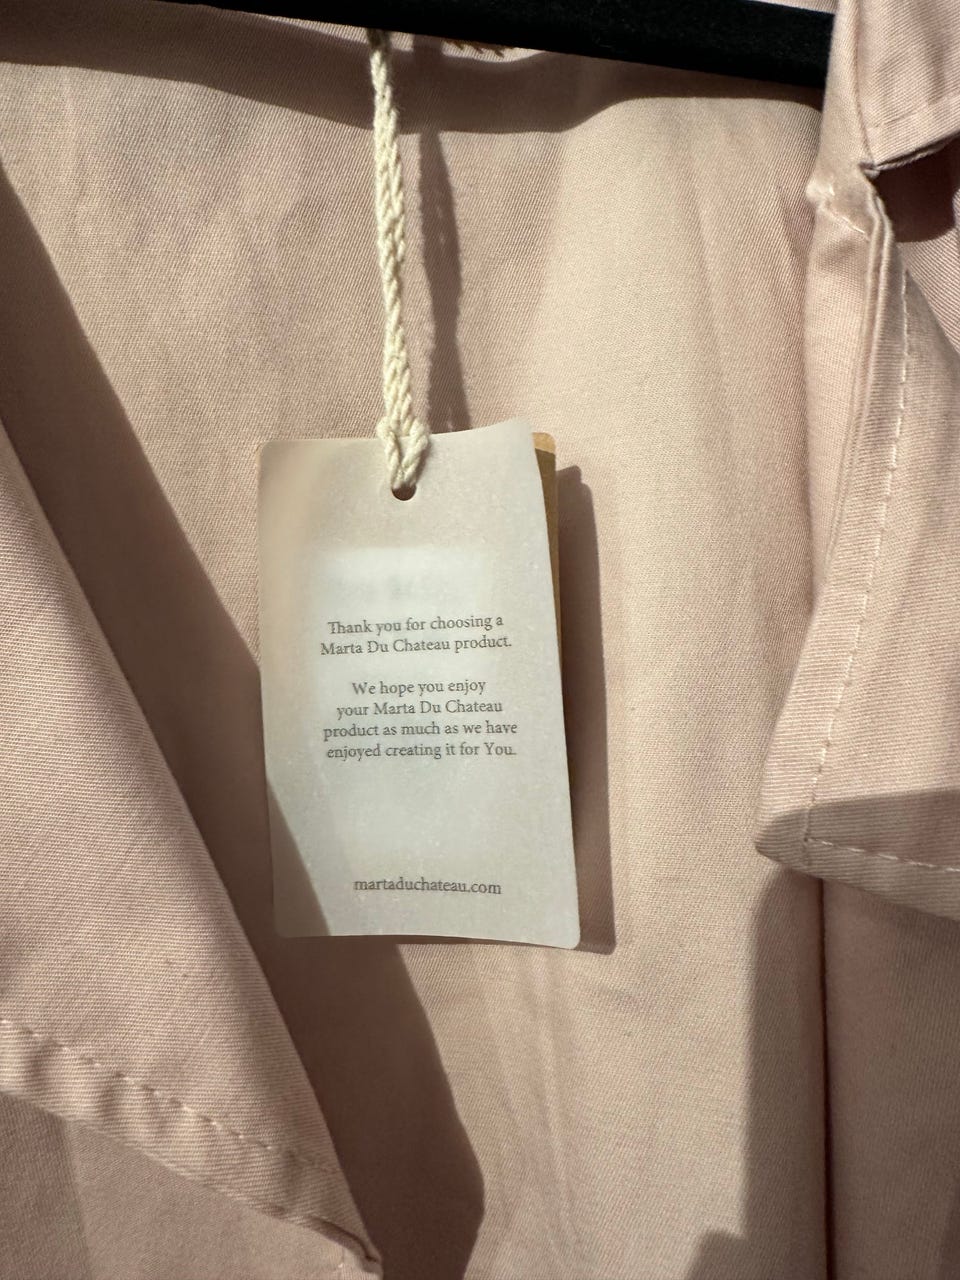 Thank you for choosing a
Marta Du Chateau product.
We hope you enjoy
your Marta Du Chateau
product as much as we have
enjoyed creating it for You.
martaduchateau.com